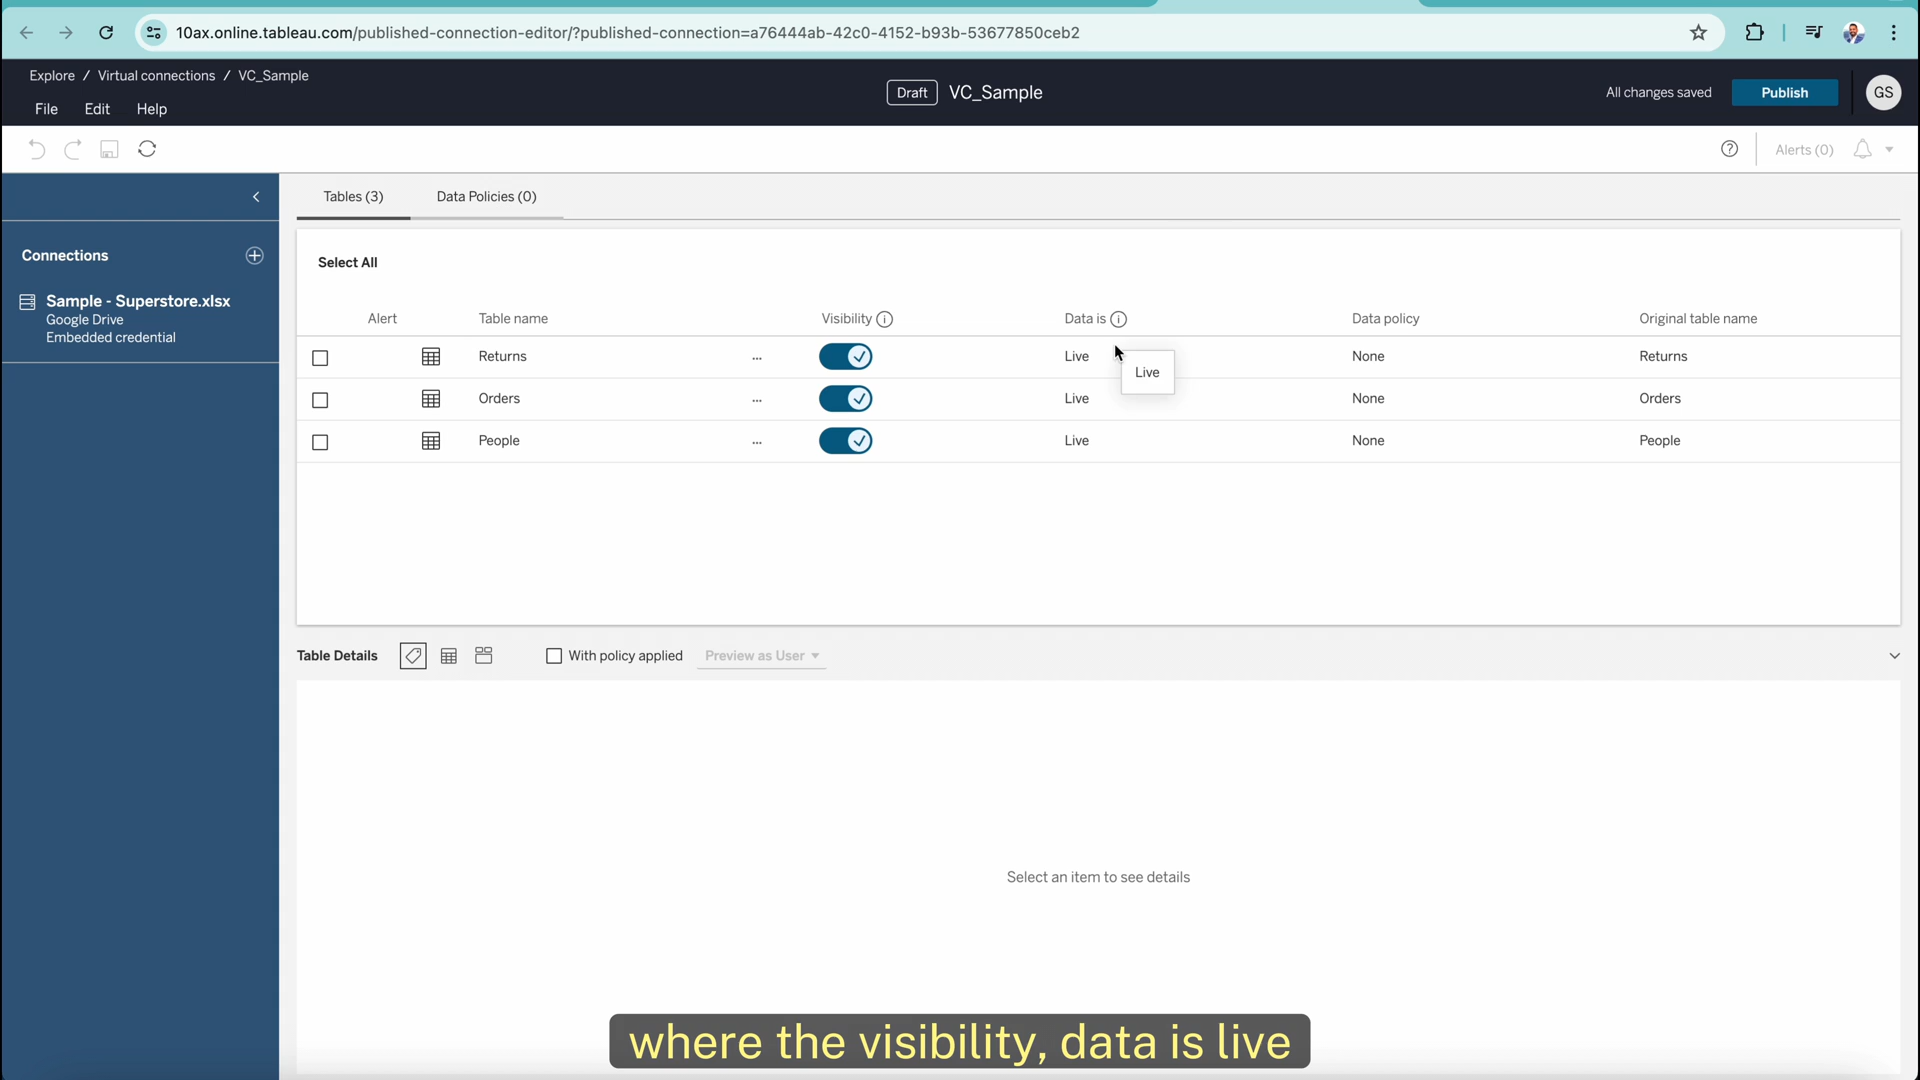 10ax.online.tableau.com/published-connection-editor/?published-connection=a76444ab-42c0-4152-b93b-53677850ceb2
Explore / Virtual connections / VC_Sample
File Edit Help
Draft VC_Sample
All changes saved Publish GS
Alerts (0)
Tables (3) Data Policies (0)
Connections
Sample - Superstore.xlsx
Google Drive
Embedded credential
Select All
Alert Table name Visibility Data is Data policy Original table name
Returns ... Live None Returns
Live
Orders ... Live None Orders
People ... Live None People
Table Details With policy applied Preview as User
Select an item to see details
where the visibility, data is live